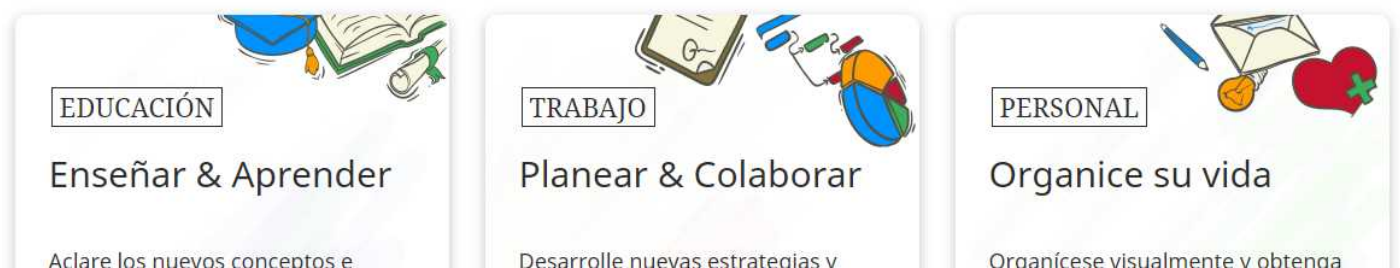 EDUCACIÓN
Enseñar & Aprender
Aclare los nuevos conceptos e
TRABAJO
Planear & Colaborar
Desarrolle nuevas estrategias y
PERSONAL
Organice su vida
Organícese visualmente y obtenga